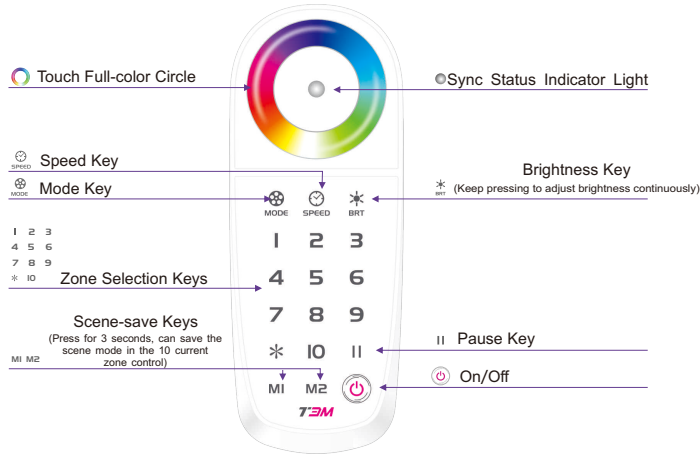 Touch Full-color Circle
Sync Status Indicator Light
SPEED
Speed Key
MODE
Mode Key
Brightness Key
BRT
(Keep pressing to adjust brightness continuously)
MODE SPEED BRT
1 2 3
4 5 6
7 8 9
* 10
Zone Selection Keys
1 2 3
4 5 6
7 8 9
* 10 II
M1 M2
T3M
Scene-save Keys
(Press for 3 seconds, can save the
scene mode in the 10 current
zone control)
M1 M2
II Pause Key
On/Off